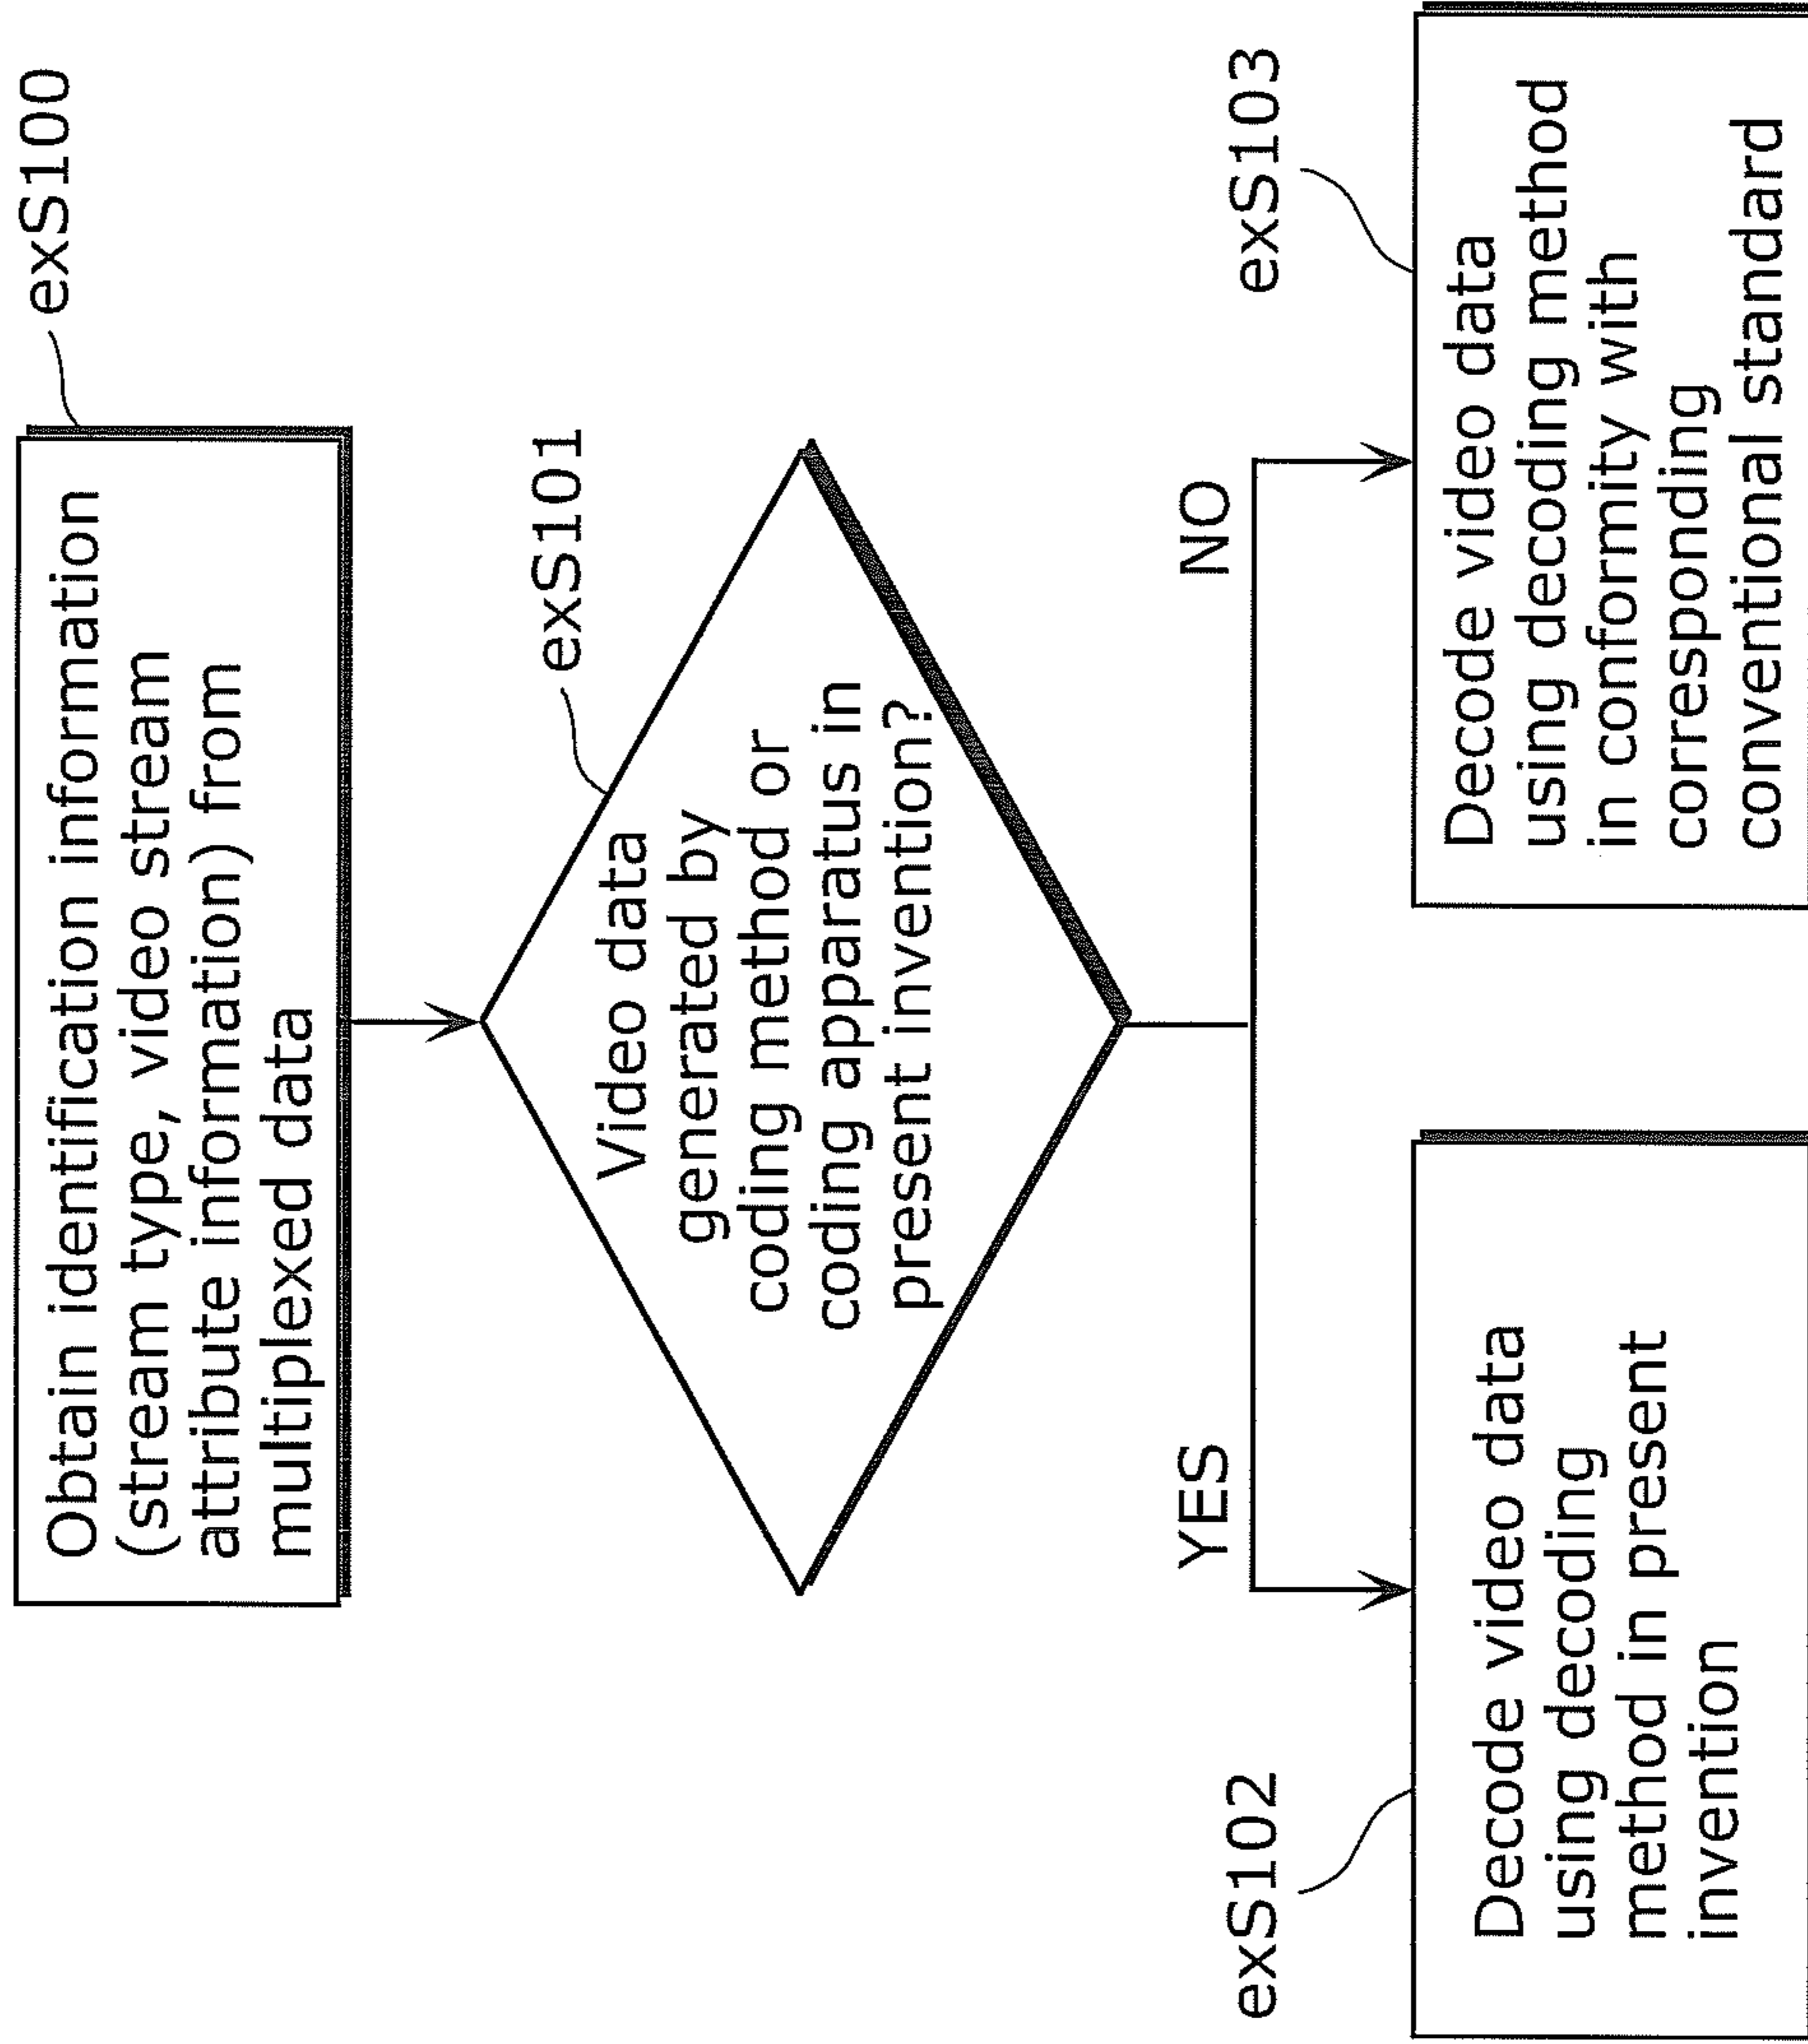 exS100
Obtain identification information
(stream type, video stream
attribute information) from
multiplexed data
exS101
Video data
generated by
coding method or
coding apparatus in
present invention?
YES
NO
exS102
Decode video data
using decoding
method in present
invention
exS103
Decode video data
using decoding method
in conformity with
corresponding
conventional standard